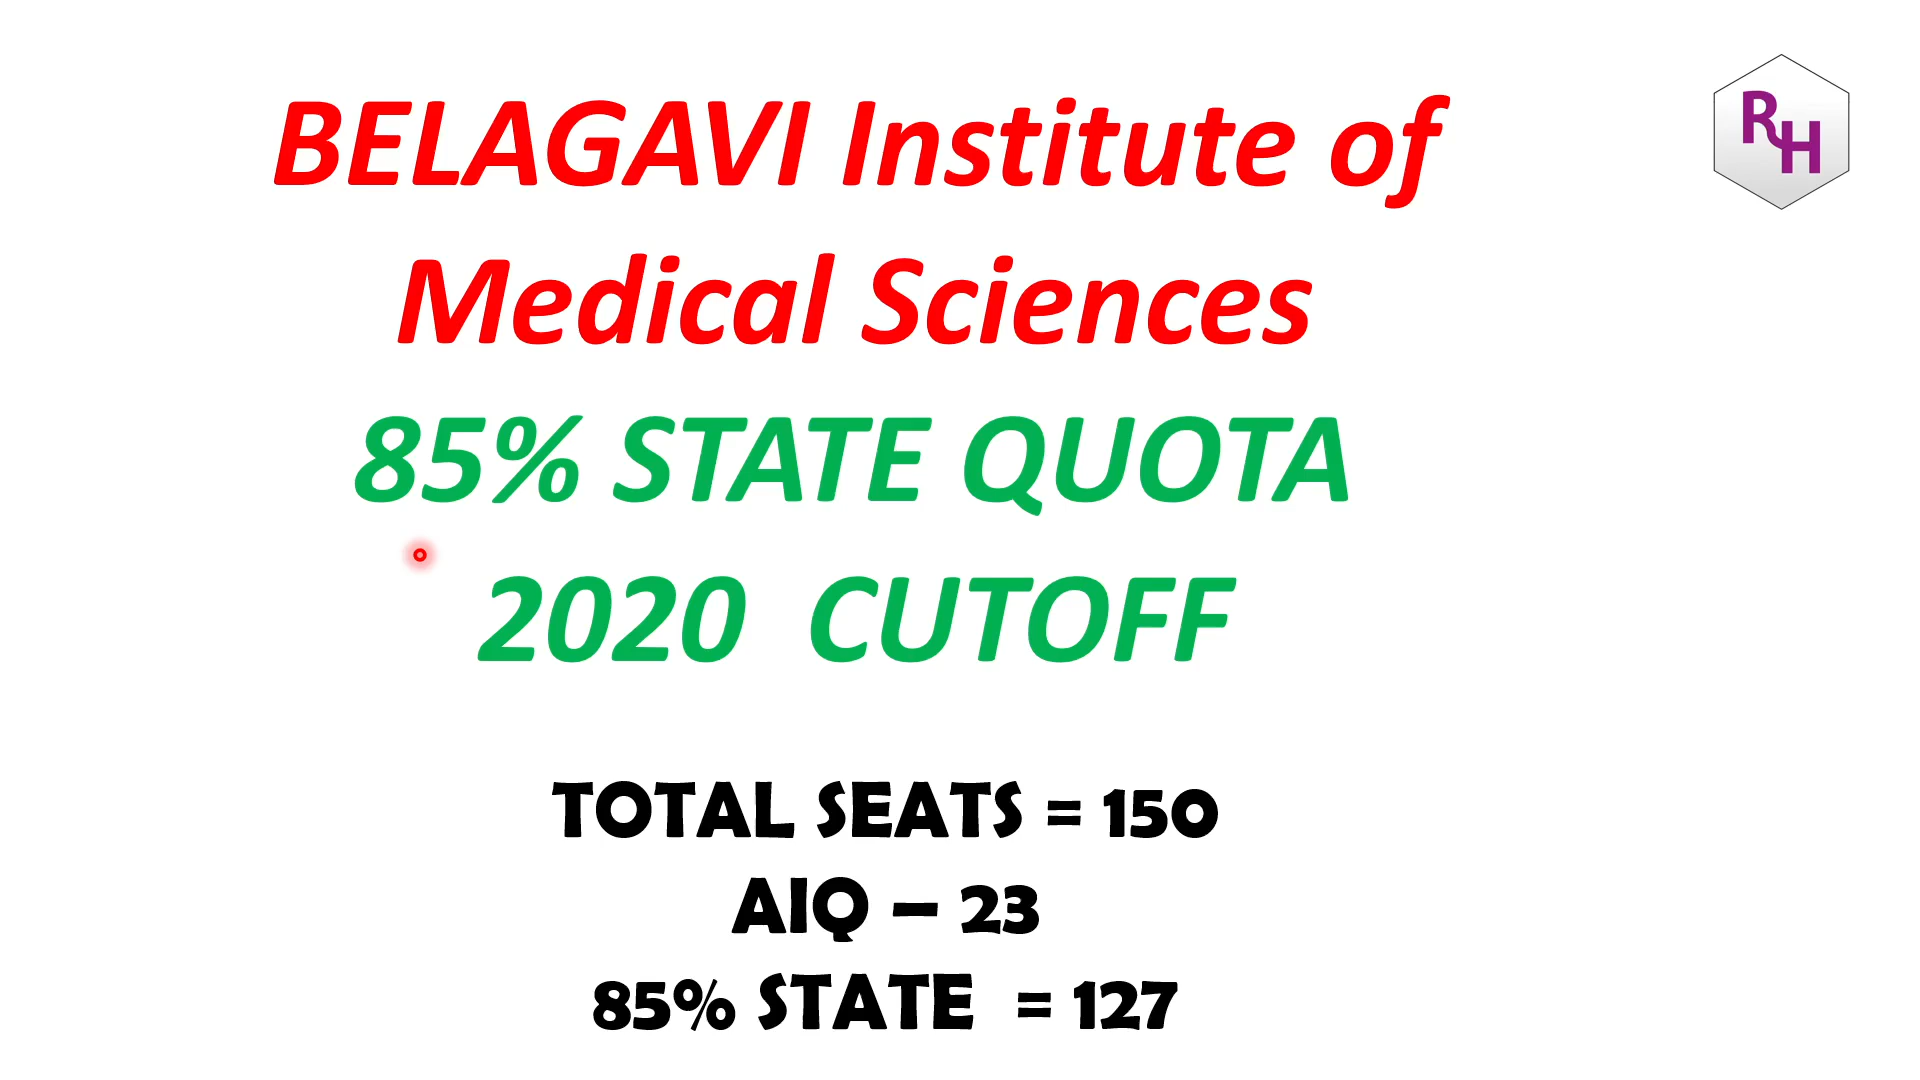 BELAGAVI Institute of
Medical Sciences
85% STATE QUOTA
2020 CUTOFF
TOTAL SEATS = 150
AIQ – 23
85% STATE = 127
RH